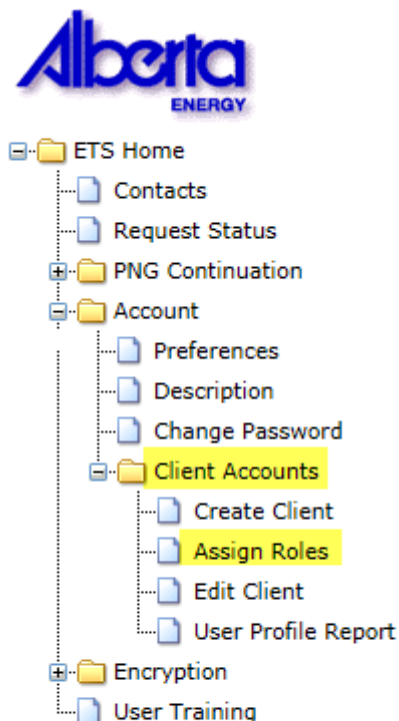 Alberta
ENERGY
ETS Home
Contacts
Request Status
PNG Continuation
Account
Preferences
Description
Change Password
Client Accounts
Create Client
Assign Roles
Edit Client
User Profile Report
Encryption
User Training